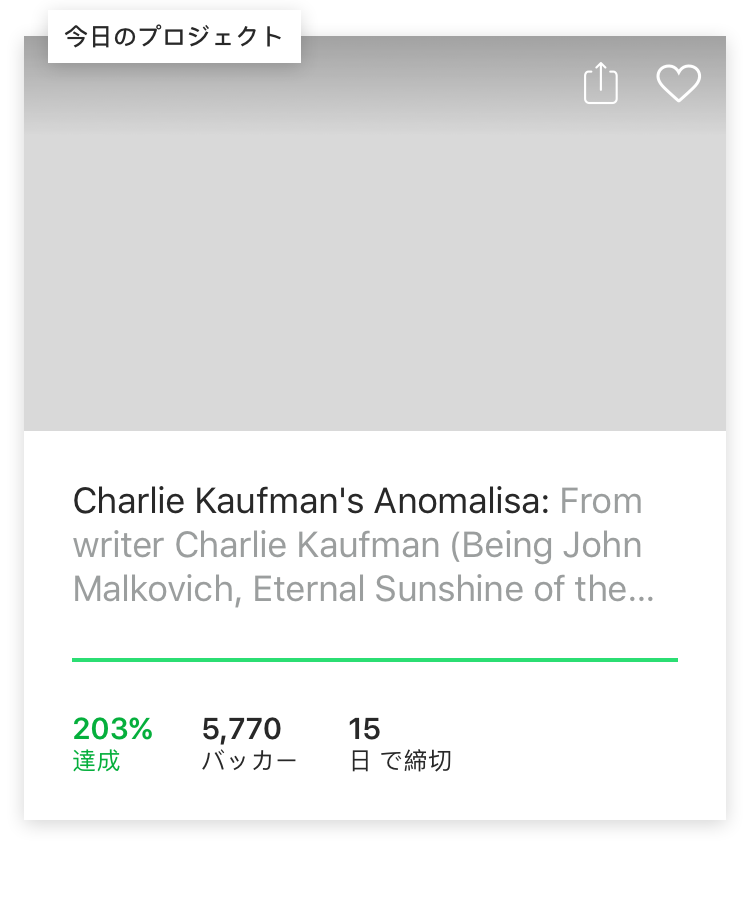 今日のプロジェクト
Charlie Kaufman's Anomalisa: From
writer Charlie Kaufman (Being John
Malkovich, Eternal Sunshine of the...
203% 5,770 15
達成 バッカー 日 で締切